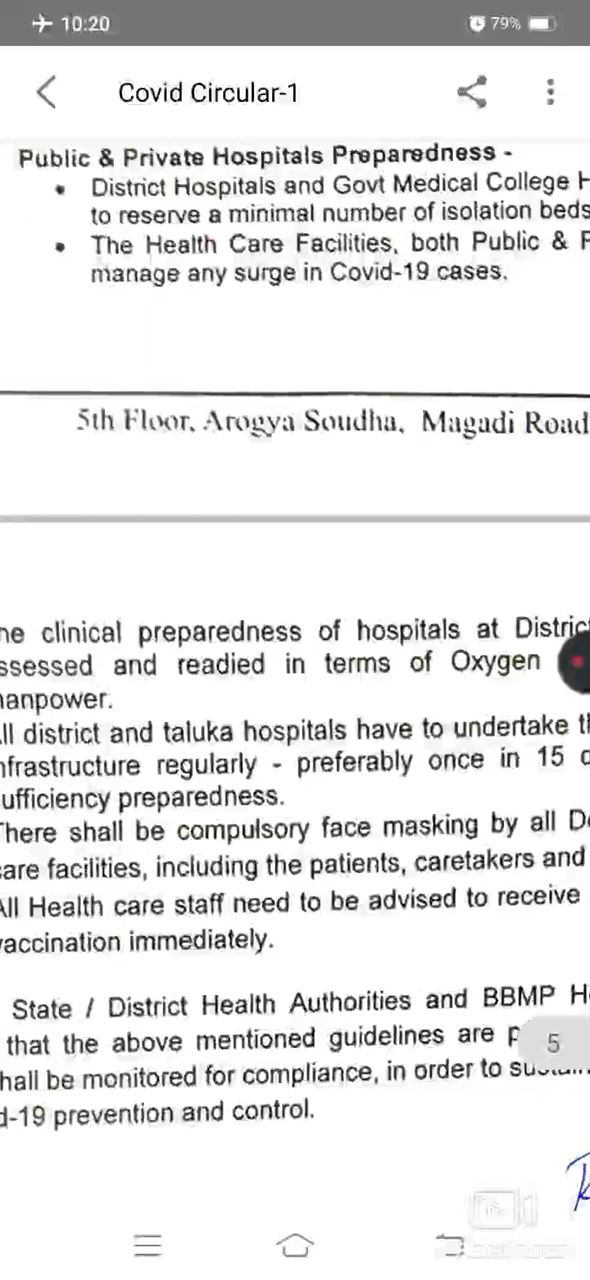 10:20
79%
Covid Circular-1
Public & Private Hospitals Preparedness -
• District Hospitals and Govt Medical College H
to reserve a minimal number of isolation beds
• The Health Care Facilities, both Public & P
manage any surge in Covid-19 cases.
5th Floor, Arogya Soudha, Magadi Road
he clinical preparedness of hospitals at District
ssessed and readied in terms of Oxygen
anpower.
ll district and taluka hospitals have to undertake th
nfrastructure regularly - preferably once in 15 d
ufficiency preparedness.
There shall be compulsory face masking by all Do
care facilities, including the patients, caretakers and
All Health care staff need to be advised to receive
vaccination immediately.
State / District Health Authorities and BBMP He
that the above mentioned guidelines are p
5
hall be monitored for compliance, in order to
d-19 prevention and control.